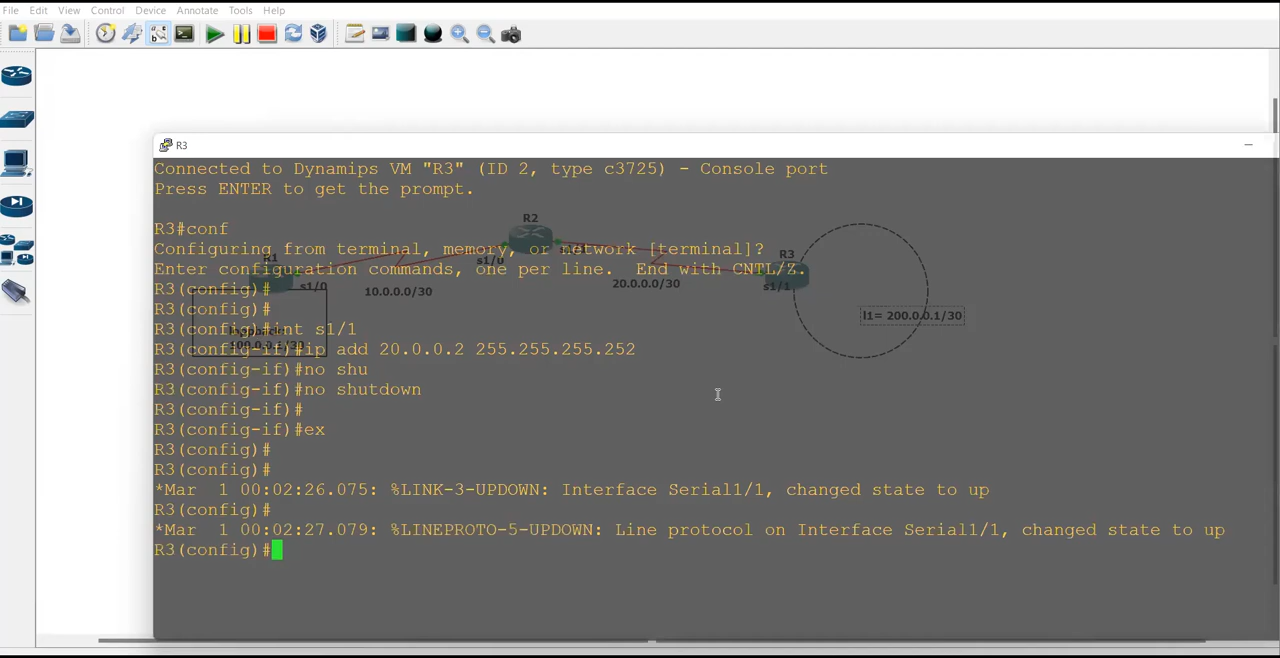 File Edit View Control Device Annotate Tools Help
R3
Connected to Dynamips VM "R3" (ID 2, type c3725) - Console port
Press ENTER to get the prompt.
R2
R3#conf
Configuring from terminal, memory, or network [terminal]?
R1
s1/0
R3
Enter configuration commands, one per line.  End with CNTL/Z.
R3(config)#
s1/0
10.0.0.0/30
20.0.0.0/30
s1/1
R3(config)#
l1= 200.0.0.1/30
R3(config)#int s1/1
R3(config-if)#ip add 20.0.0.2 255.255.255.252
R3(config-if)#no shu
R3(config-if)#no shutdown
R3(config-if)#
R3(config-if)#ex
R3(config)#
R3(config)#
*Mar  1 00:02:26.075: %LINK-3-UPDOWN: Interface Serial1/1, changed state to up
R3(config)#
*Mar  1 00:02:27.079: %LINEPROTO-5-UPDOWN: Line protocol on Interface Serial1/1, changed state to up
R3(config)#